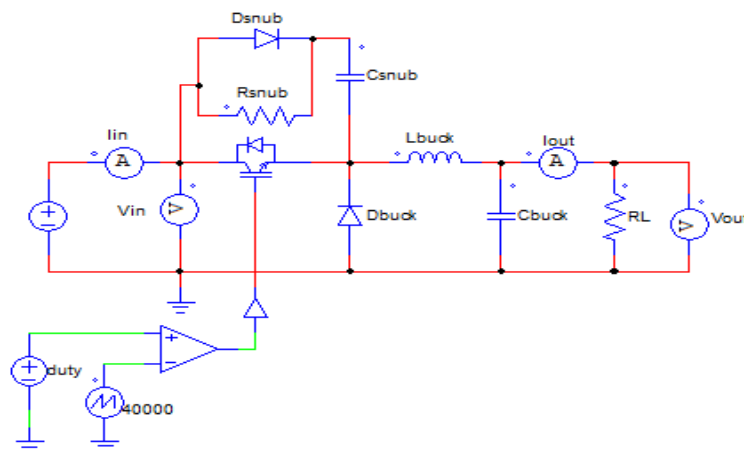 Dsnub
Rsnub
Csnub
Iin
A
Lbuck
Iout
A
Vin
V
Dbuck
Cbuck
RL
V
Vout
duty
40000